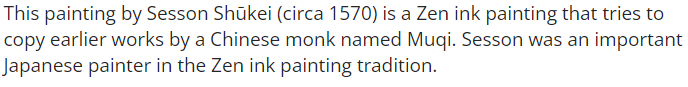 This painting by Sesson Shūkei (circa 1570) is a Zen ink painting that tries to
copy earlier works by a Chinese monk named Muqi. Sesson was an important
Japanese painter in the Zen ink painting tradition.